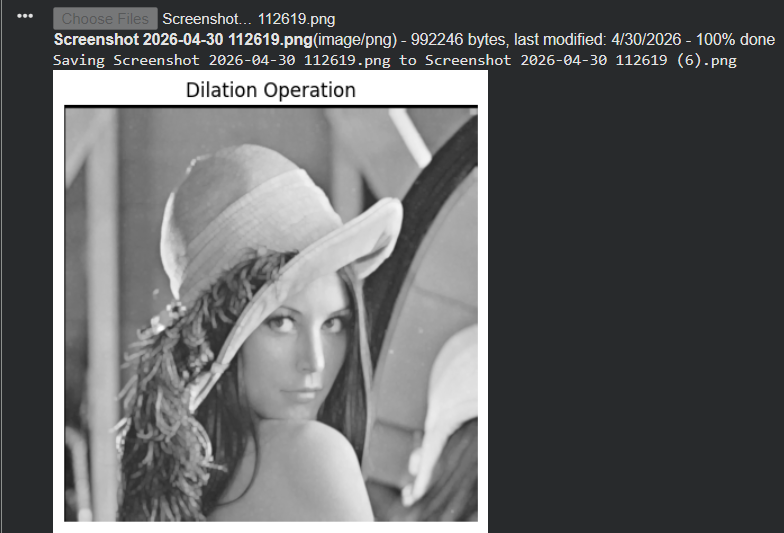 Choose Files Screenshot... 112619.png
Screenshot 2026-04-30 112619.png(image/png) - 992246 bytes, last modified: 4/30/2026 - 100% done
Saving Screenshot 2026-04-30 112619.png to Screenshot 2026-04-30 112619 (6).png
Dilation Operation